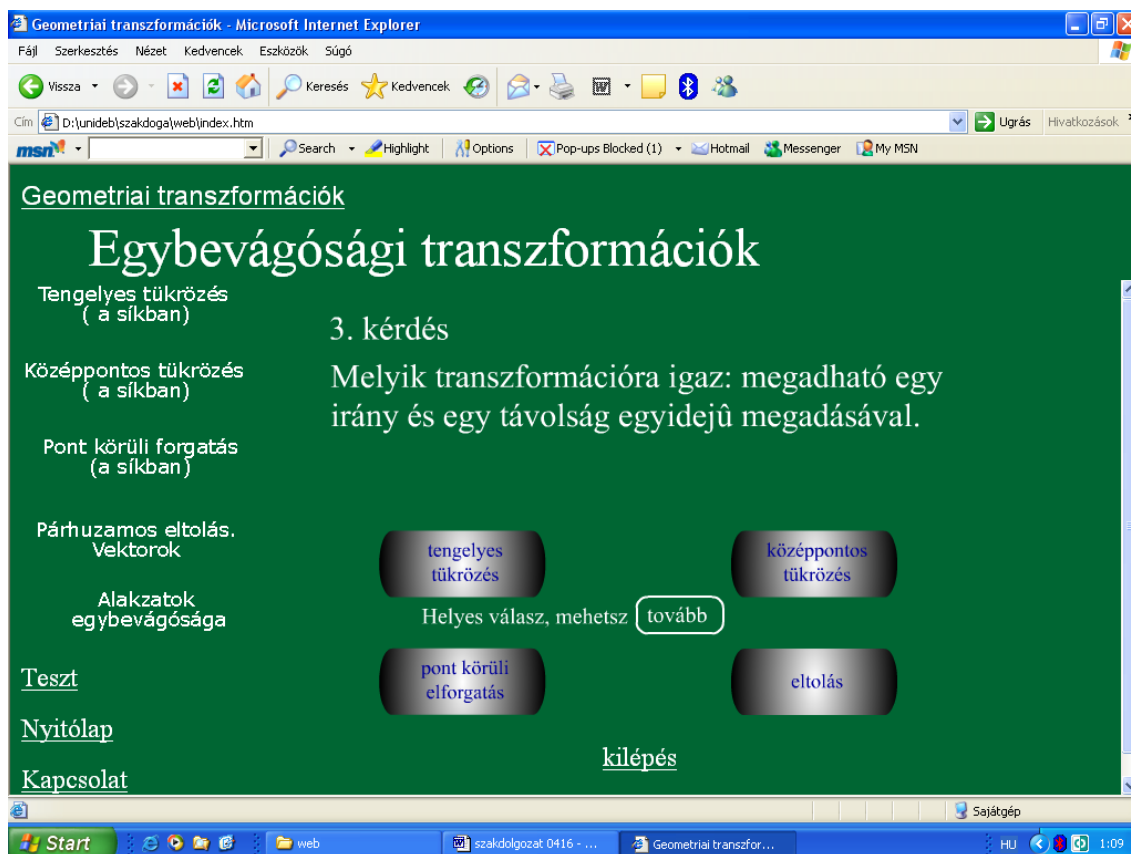 Geometriai transzformációk - Microsoft Internet Explorer
Fájl Szerkesztés Nézet Kedvencek Eszközök Súgó
Vissza Keresés Kedvencek
Cím D:\unideb\szakdoga\web\index.htm Ugrás Hivatkozások
msn Search Highlight Options Pop-ups Blocked (1) Hotmail Messenger My MSN
Geometriai transzformációk
Egybevágósági transzformációk
Tengelyes tükrözés
( a síkban)
Középpontos tükrözés
( a síkban)
Pont körüli forgatás
(a síkban)
Párhuzamos eltolás.
Vektorok
Alakzatok
egybevágósága
Teszt
Nyitólap
Kapcsolat
3. kérdés
Melyik transzformációra igaz: megadható egy
irány és egy távolság egyidejû megadásával.
tengelyes
tükrözés
középpontos
tükrözés
Helyes válasz, mehetsz tovább
pont körüli
elforgatás
eltolás
kilépés
Sajátgép
Start web szakdolgozat 0416 - ... Geometriai transzfor... HU 1:09